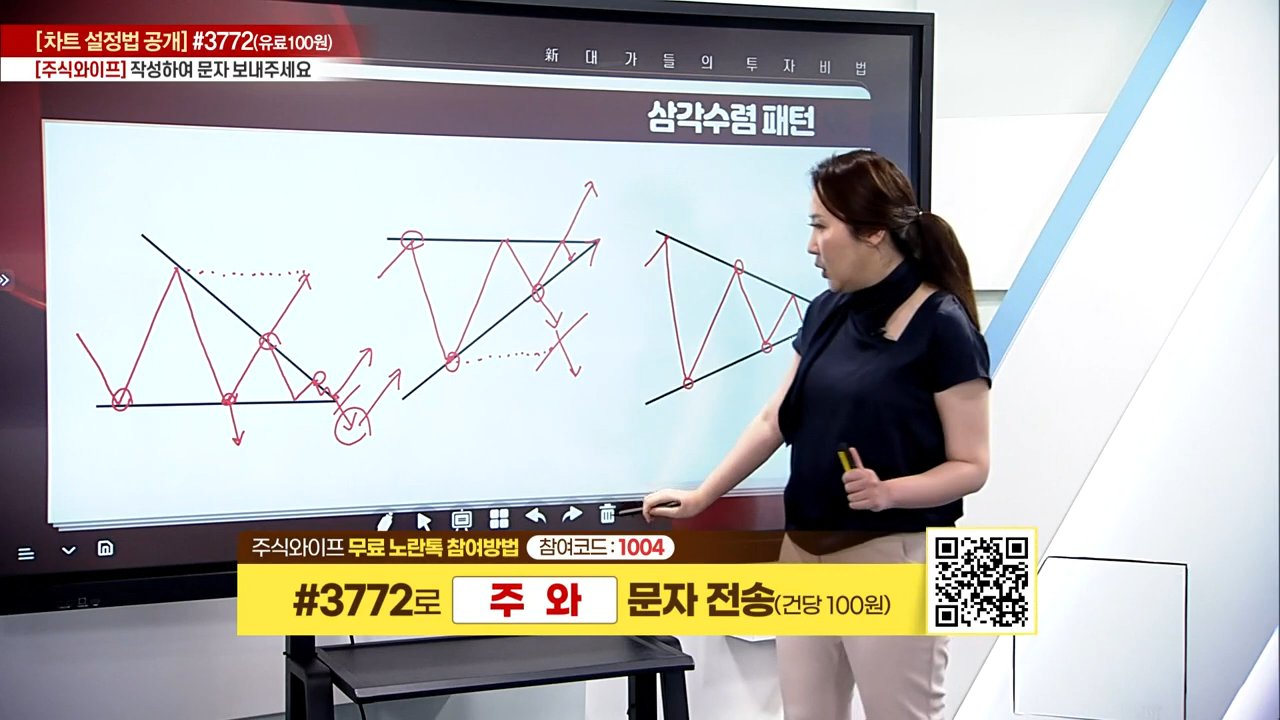 [차트 설정법 공개] #3772(유료100원)
[주식와이프] 작성하여 문자 보내주세요
新 대 가 들 의 투 자 비 법
삼각수렴 패턴
주식와이프 무료 노란톡 참여방법 참여코드 : 1004
#3772로 주 와 문자 전송(건당 100원)